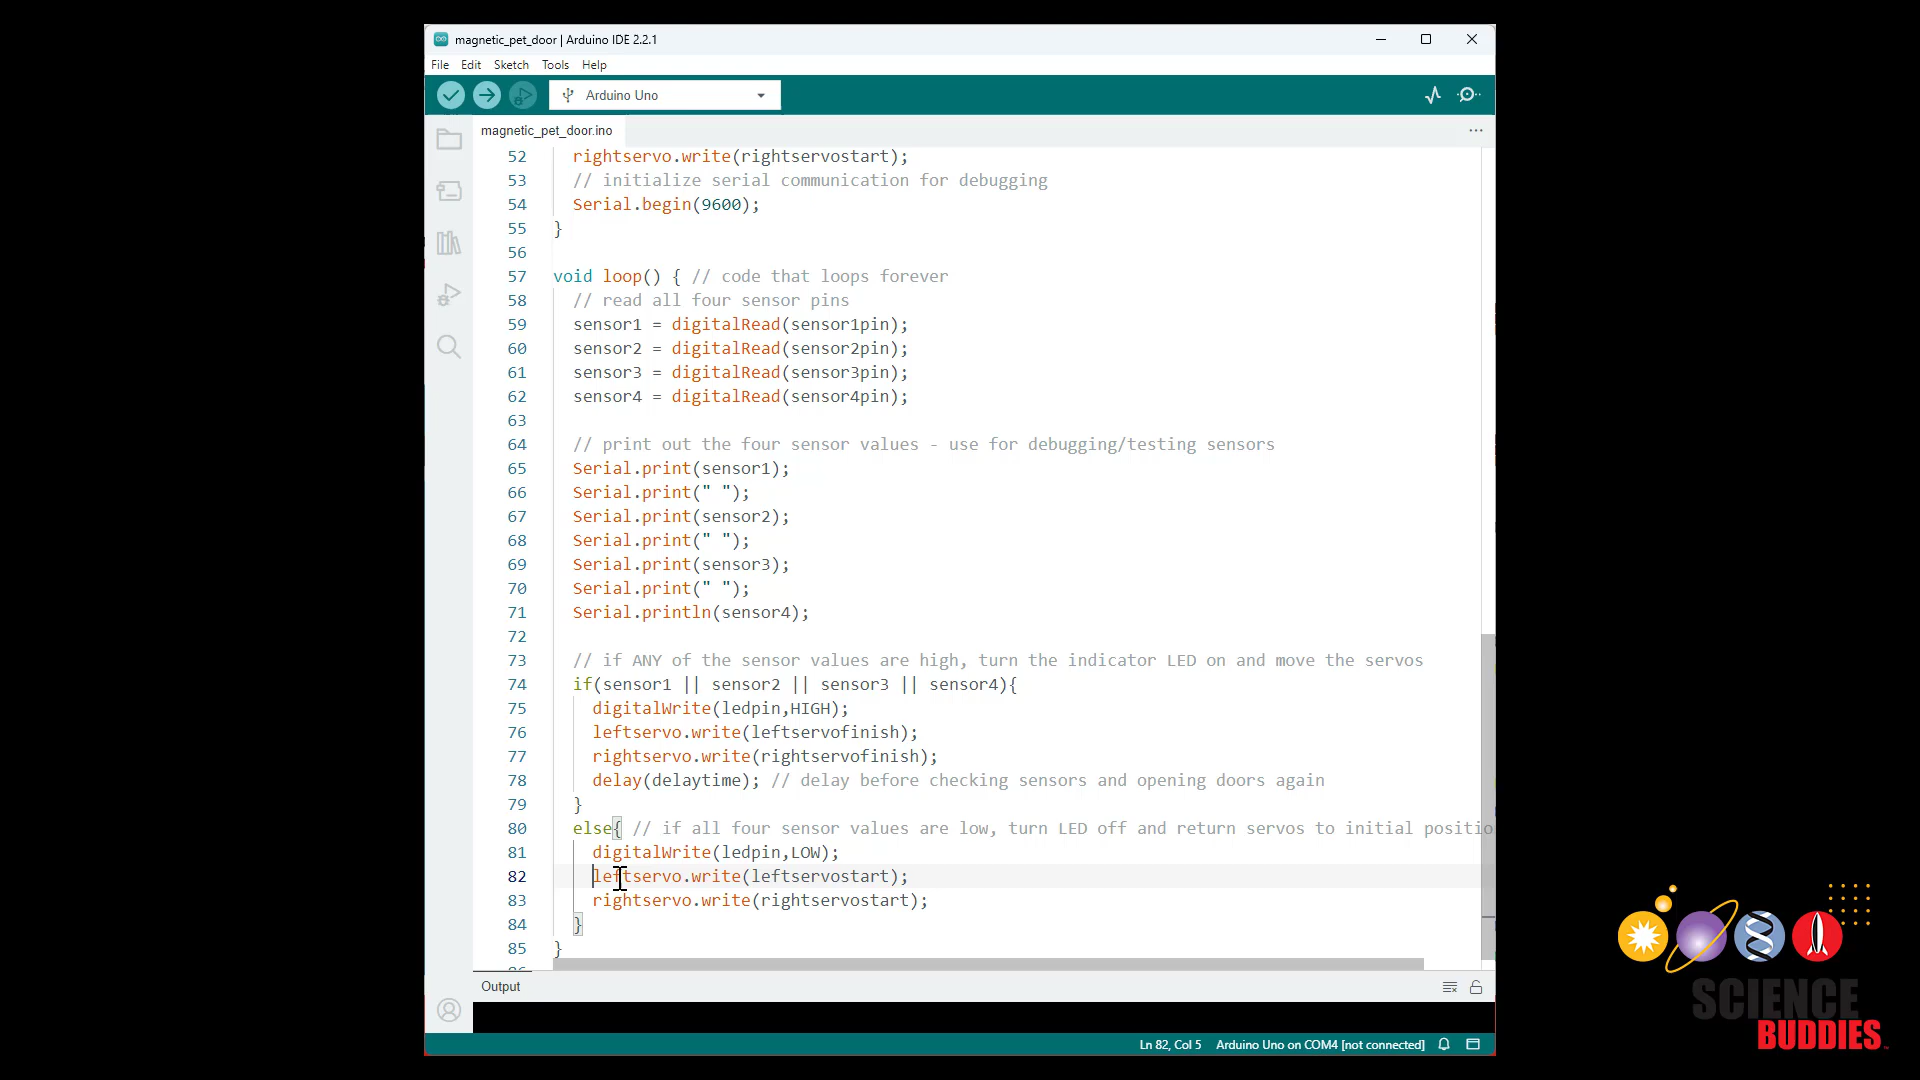 magnetic_pet_door | Arduino IDE 2.2.1
File Edit Sketch Tools Help
Arduino Uno
magnetic_pet_door.ino
52 rightservo.write(rightservostart);
53 // initialize serial communication for debugging
54 Serial.begin(9600);
55 }
56
57 void loop() { // code that loops forever
58 // read all four sensor pins
59 sensor1 = digitalRead(sensor1pin);
60 sensor2 = digitalRead(sensor2pin);
61 sensor3 = digitalRead(sensor3pin);
62 sensor4 = digitalRead(sensor4pin);
63
64 // print out the four sensor values - use for debugging/testing sensors
65 Serial.print(sensor1);
66 Serial.print(" ");
67 Serial.print(sensor2);
68 Serial.print(" ");
69 Serial.print(sensor3);
70 Serial.print(" ");
71 Serial.println(sensor4);
72
73 // if ANY of the sensor values are high, turn the indicator LED on and move the servos
74 if(sensor1 || sensor2 || sensor3 || sensor4){
75 digitalWrite(ledpin,HIGH);
76 leftservo.write(leftservofinish);
77 rightservo.write(rightservofinish);
78 delay(delaytime); // delay before checking sensors and opening doors again
79 }
80 else{ // if all four sensor values are low, turn LED off and return servos to initial positio
81 digitalWrite(ledpin,LOW);
82 leftservo.write(leftservostart);
83 rightservo.write(rightservostart);
84 }
85 }
Output
Ln 82, Col 5 Arduino Uno on COM4 [not connected]
SCIENCE
BUDDIES